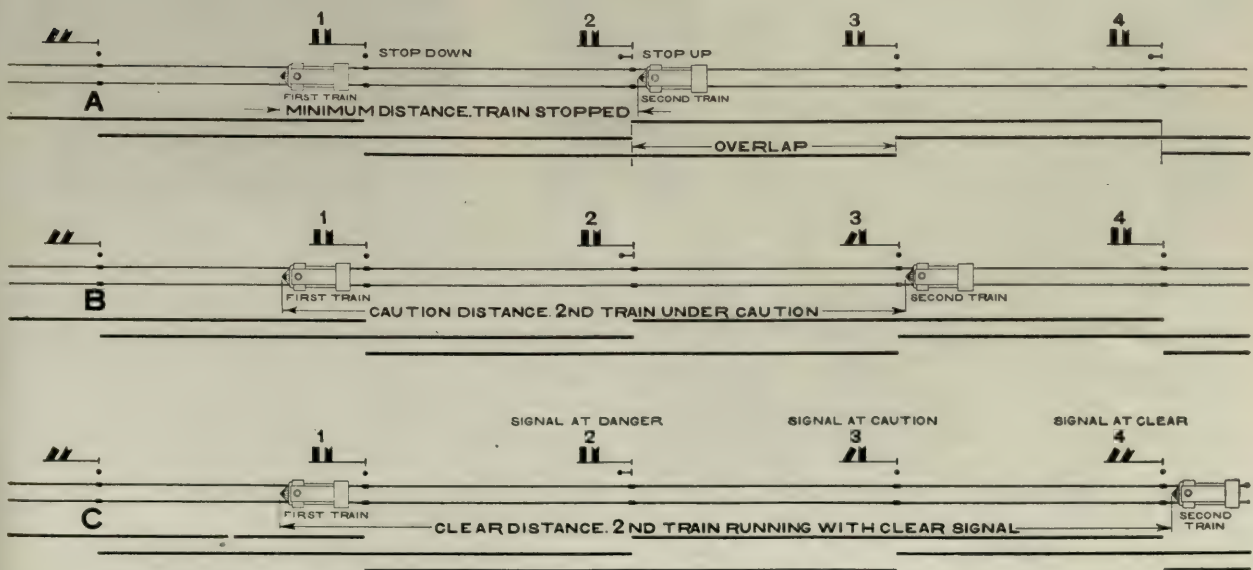 1 2 3 4
STOP DOWN STOP UP
FIRST TRAIN SECOND TRAIN
A MINIMUM DISTANCE. TRAIN STOPPED
OVERLAP
1 2 3 4
FIRST TRAIN SECOND TRAIN
B CAUTION DISTANCE. 2ND TRAIN UNDER CAUTION
SIGNAL AT DANGER SIGNAL AT CAUTION SIGNAL AT CLEAR
1 2 3 4
FIRST TRAIN SECOND
C CLEAR DISTANCE. 2ND TRAIN RUNNING WITH CLEAR SIGNAL TRAIN